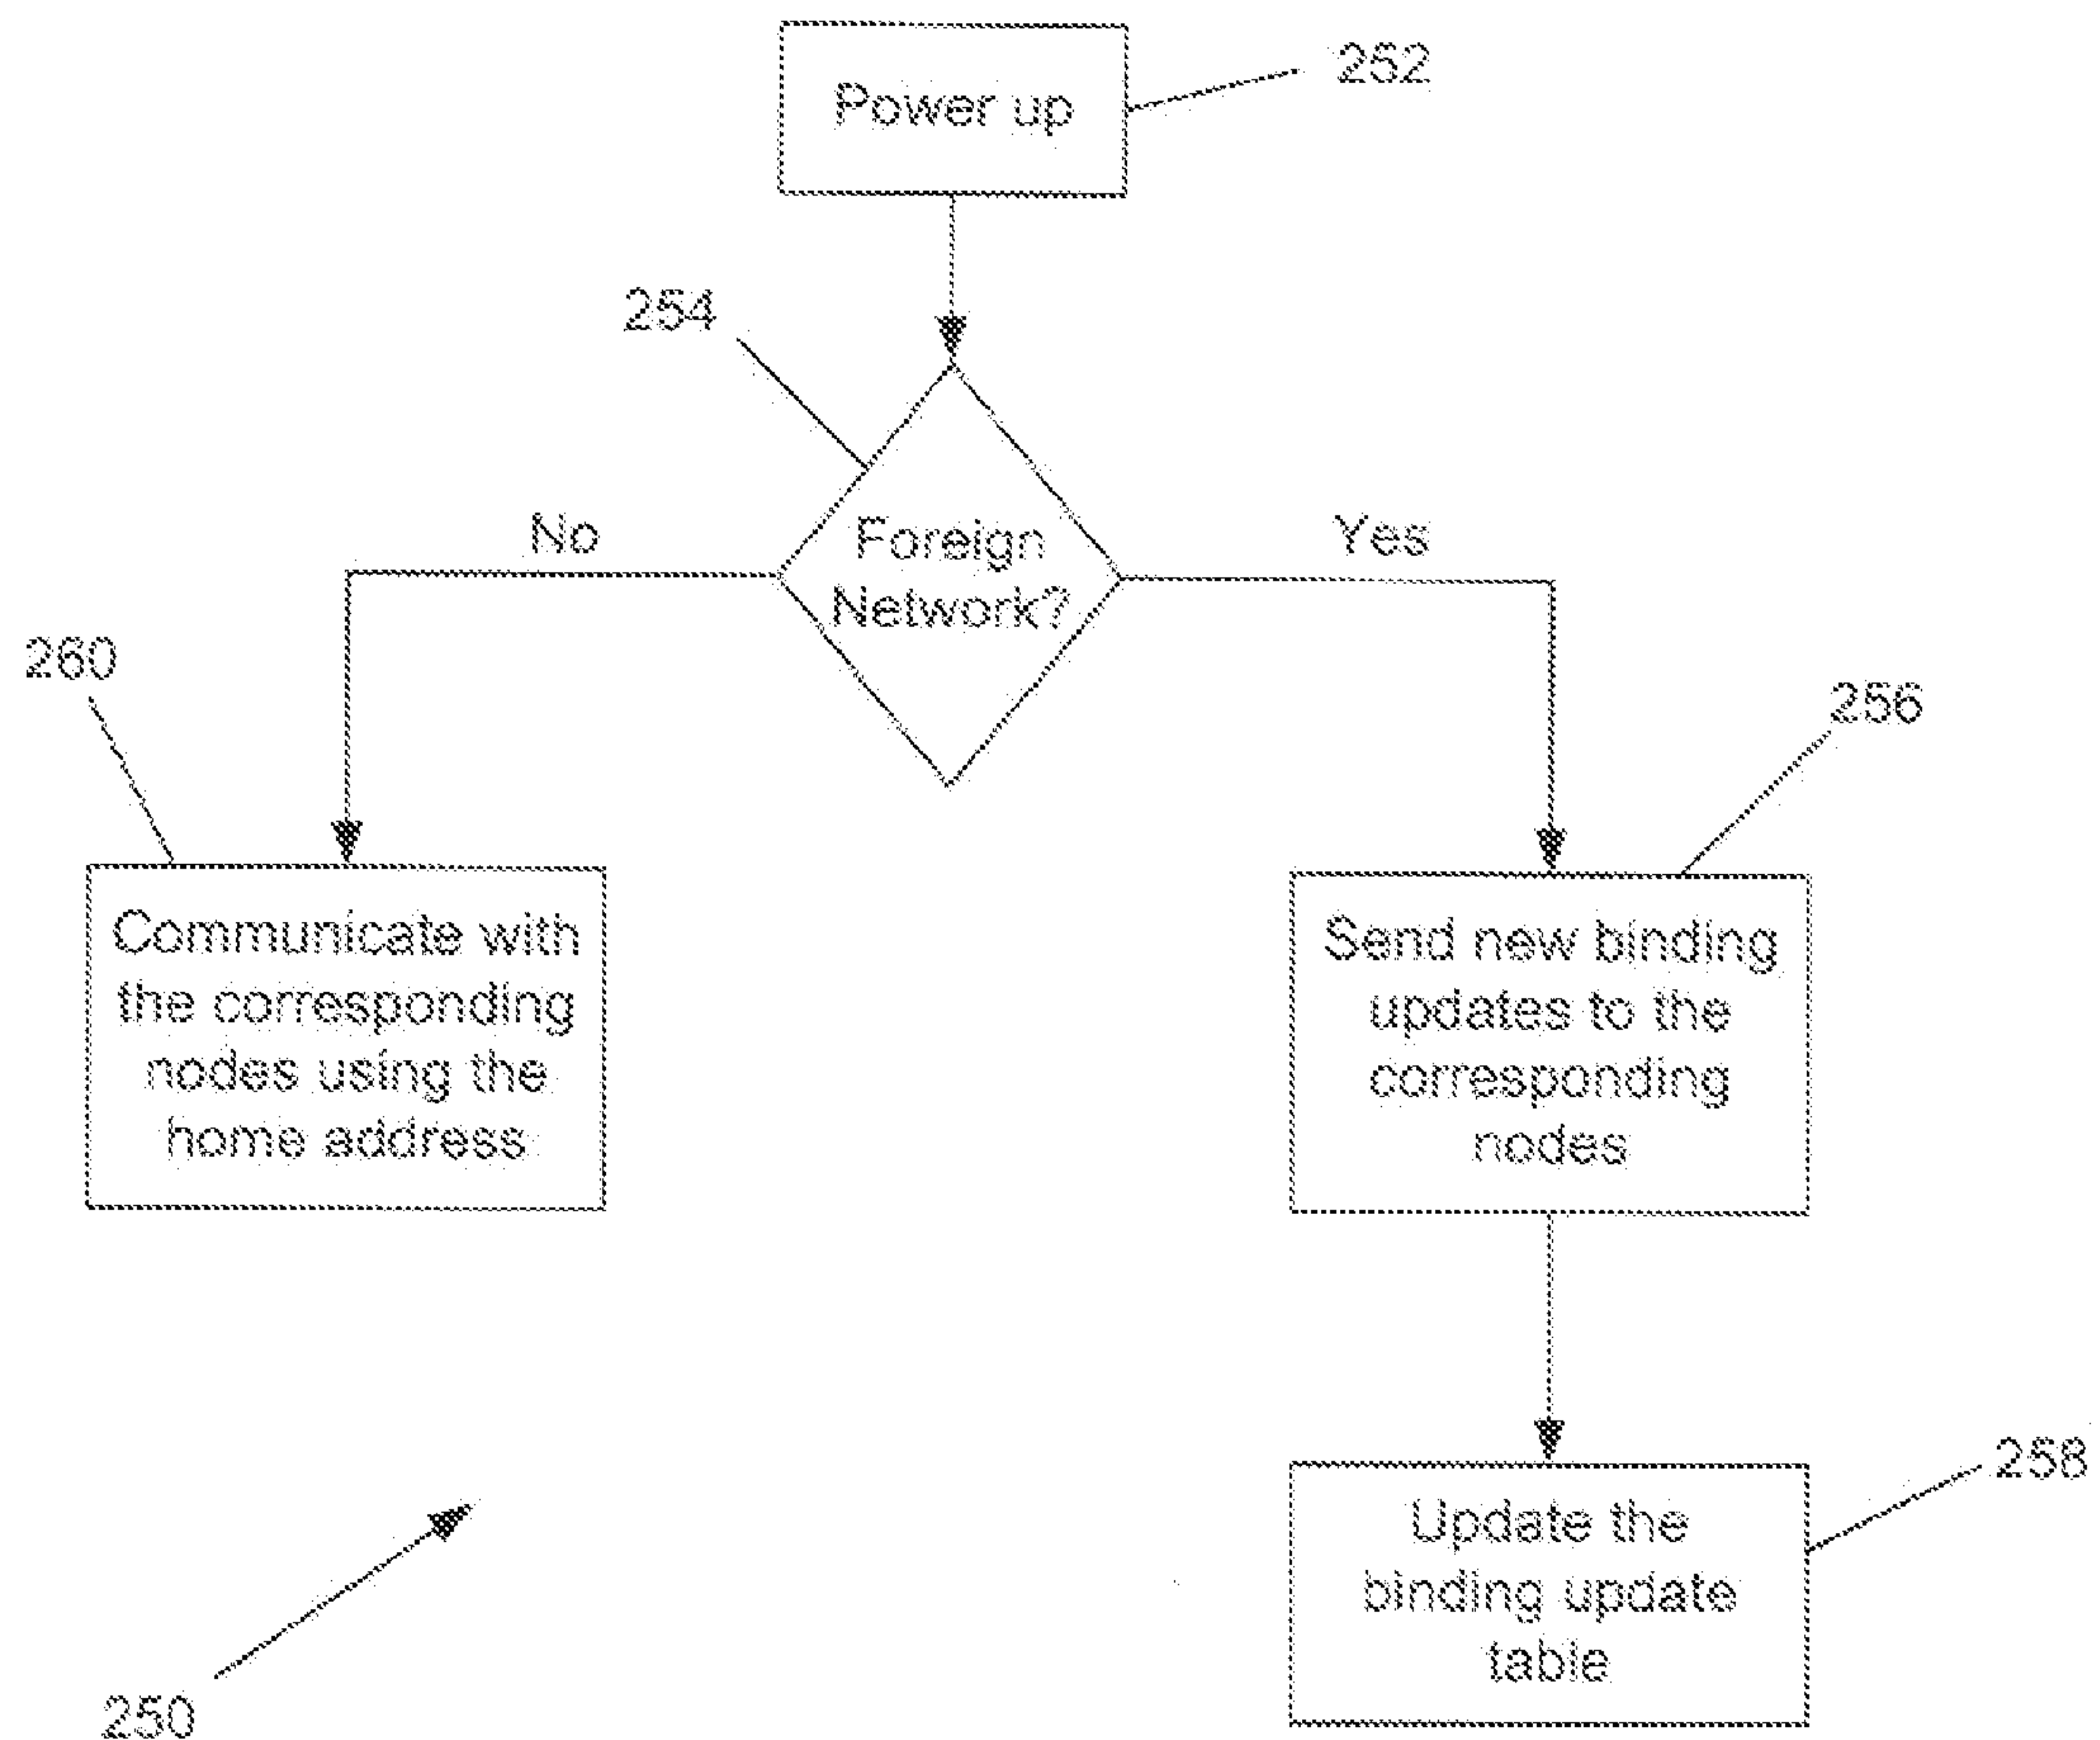 Power up
252
254
No
Foreign
Network?
Yes
260
256
Communicate with
the corresponding
nodes using the
home address
Send new binding
updates to the
corresponding
nodes
258
Update the
binding update
table
250